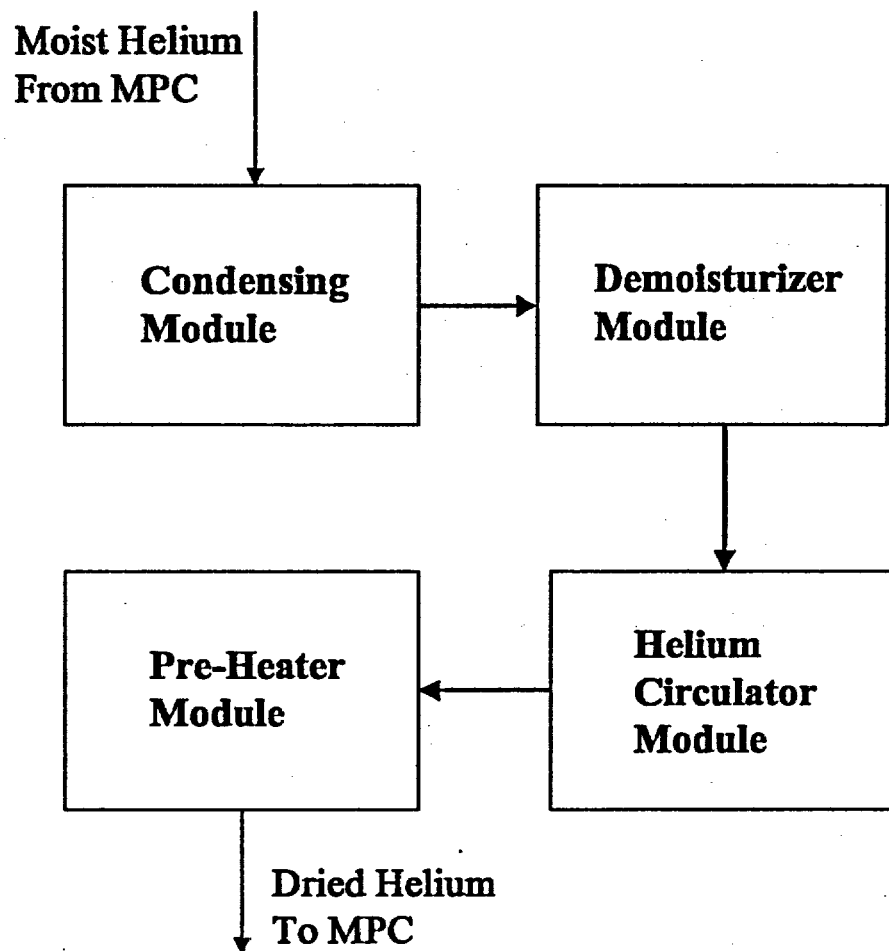 Moist Helium
From MPC
Condensing
Module
Demoisturizer
Module
Pre-Heater
Module
Helium
Circulator
Module
Dried Helium
To MPC